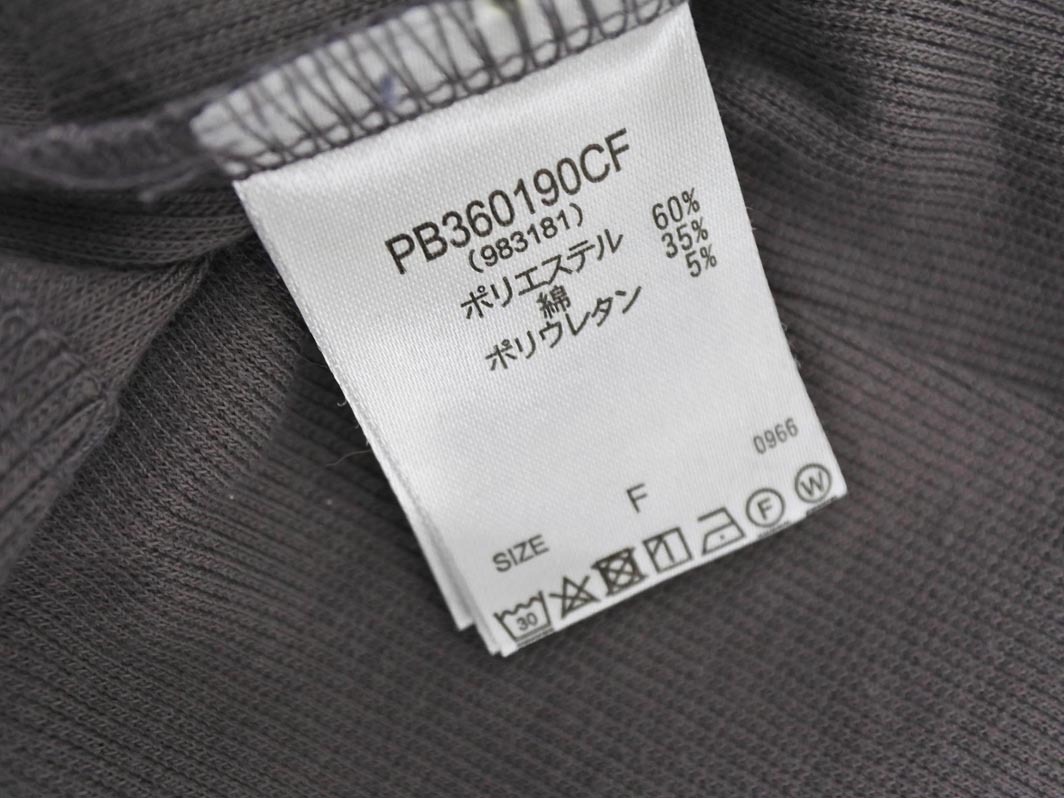 PB360190CF
(983181)
ポリエステル 60%
綿 35%
ポリウレタン 5%
0966
SIZE F
30 F W